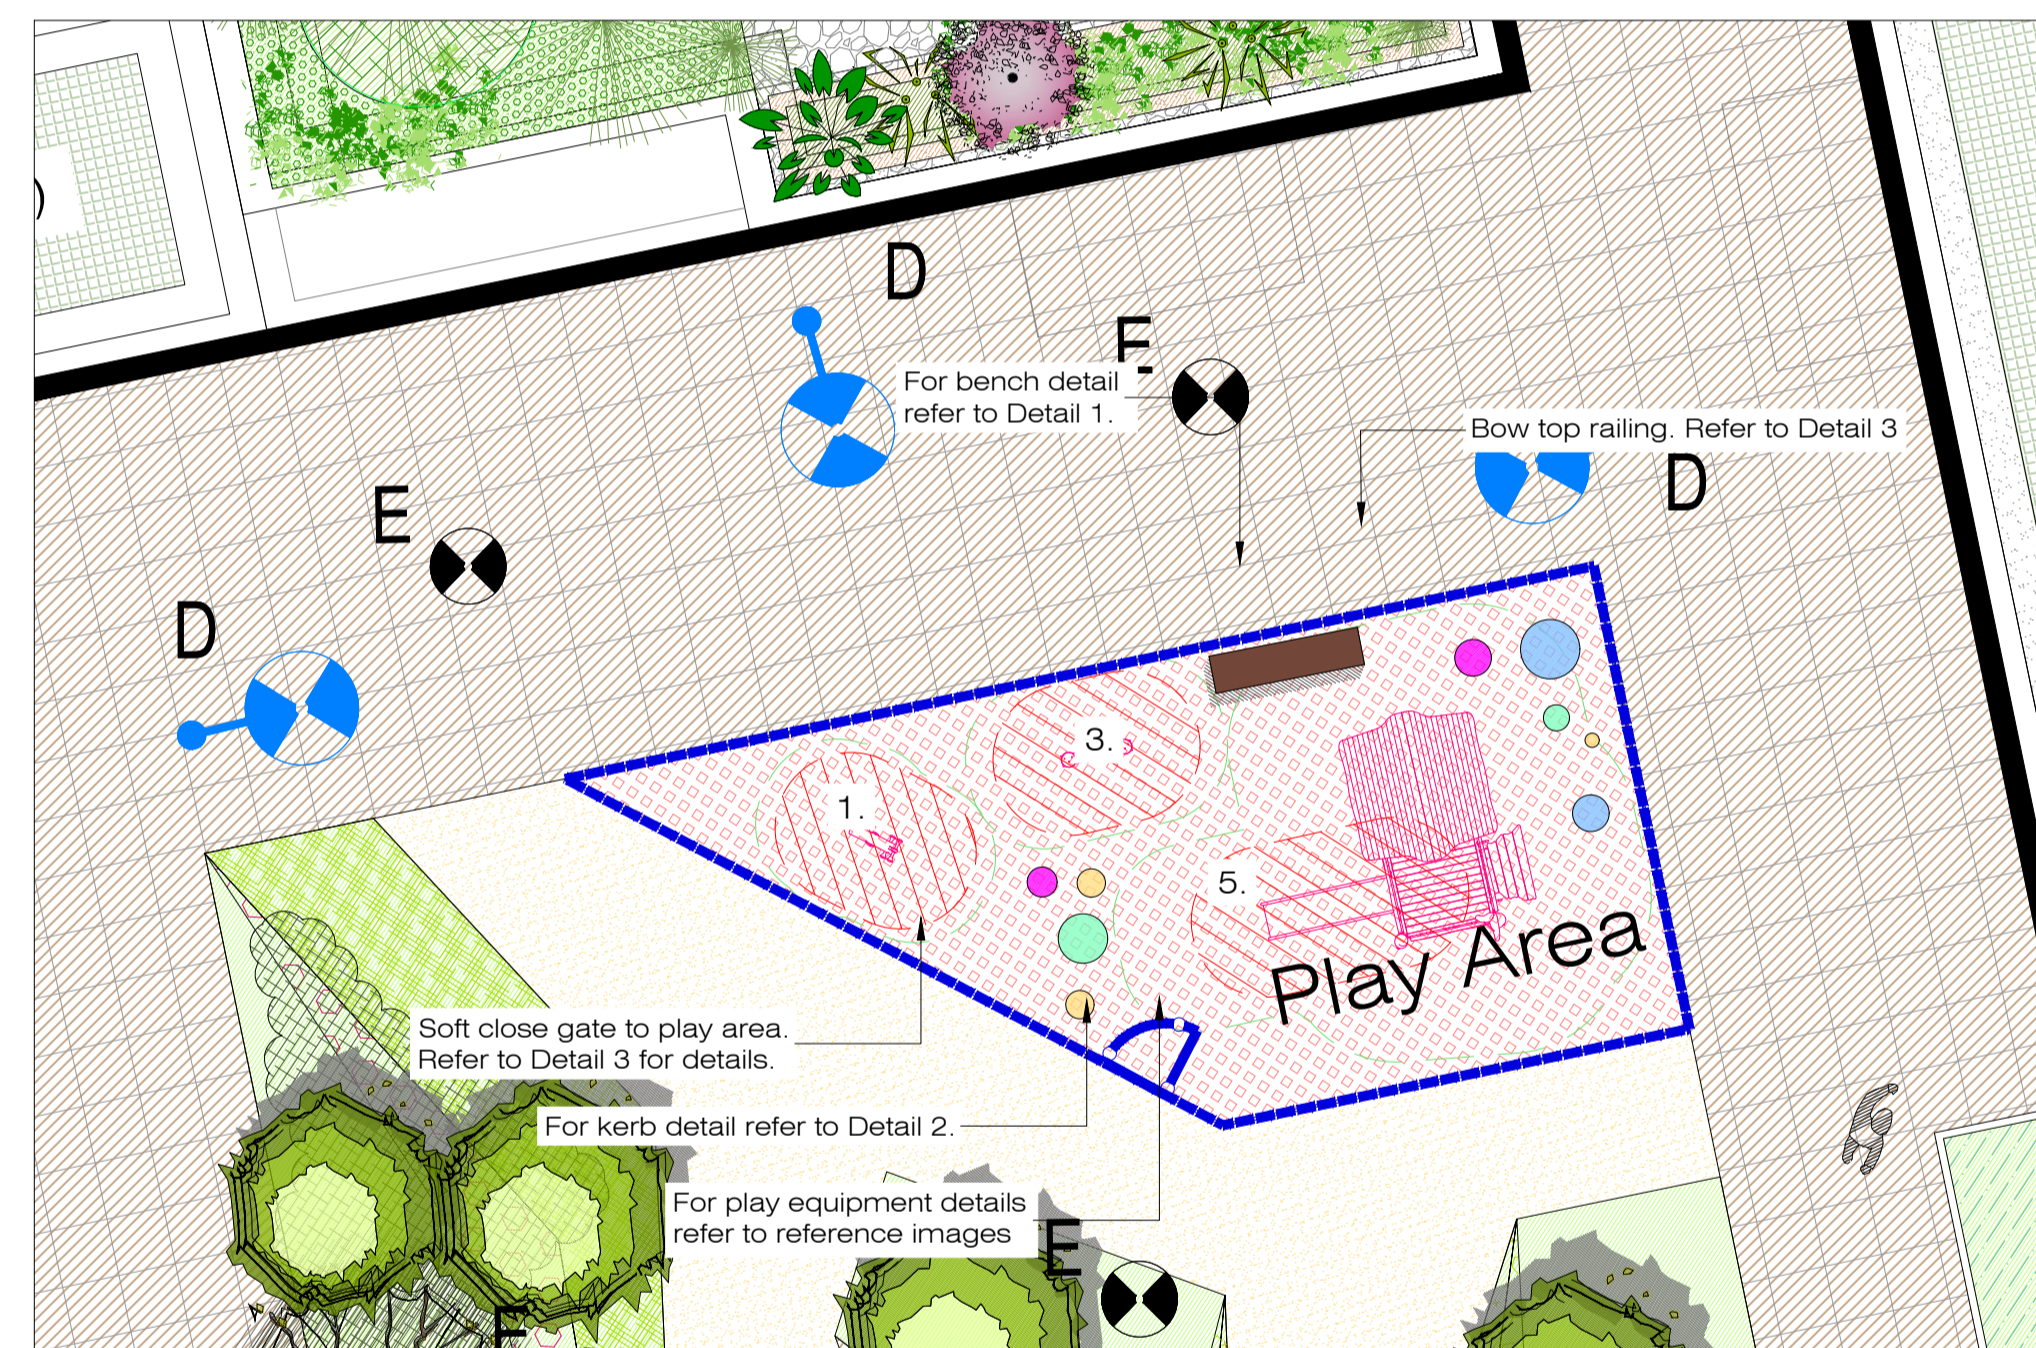 )
D
E
For bench detail
refer to Detail 1.
Bow top railing. Refer to Detail 3
D
E
D
3.
1.
5.
Play Area
Soft close gate to play area.
Refer to Detail 3 for details.
For kerb detail refer to Detail 2.
For play equipment details
refer to reference images
E